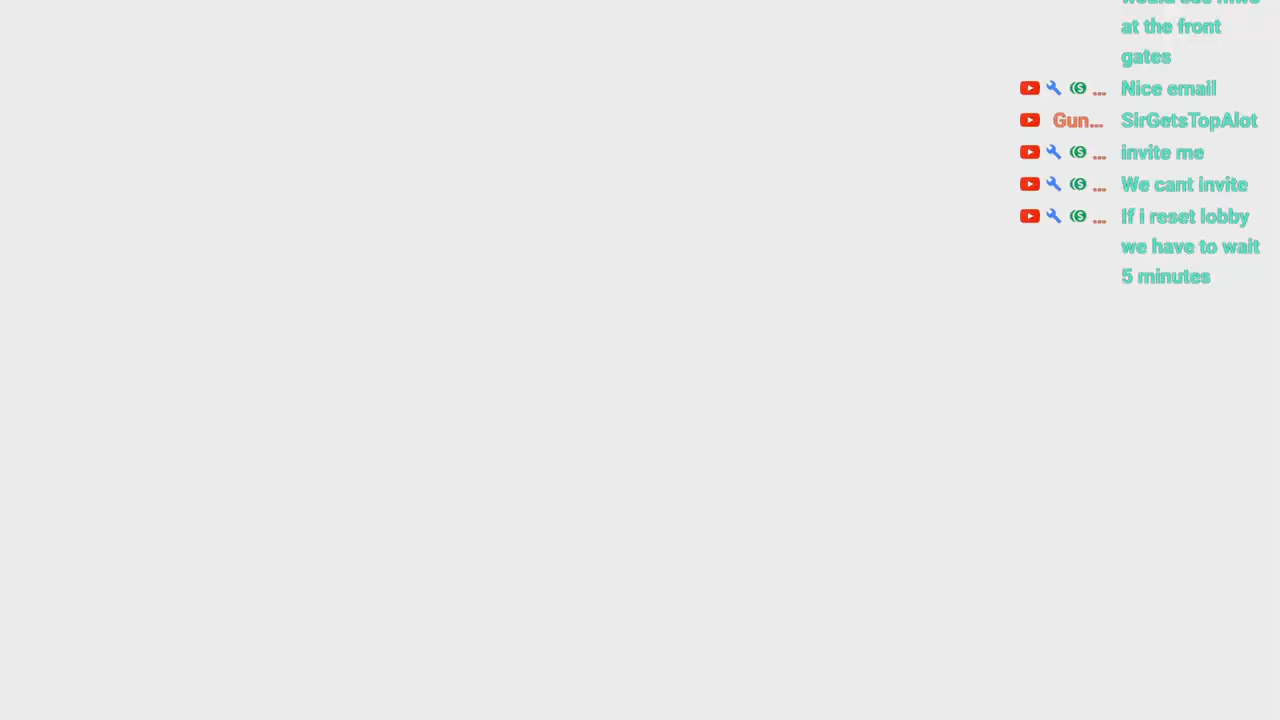 at the front
gates
... Nice email
Gun... SirGetsTopAlot
... invite me
... We cant invite
... If i reset lobby
we have to wait
5 minutes